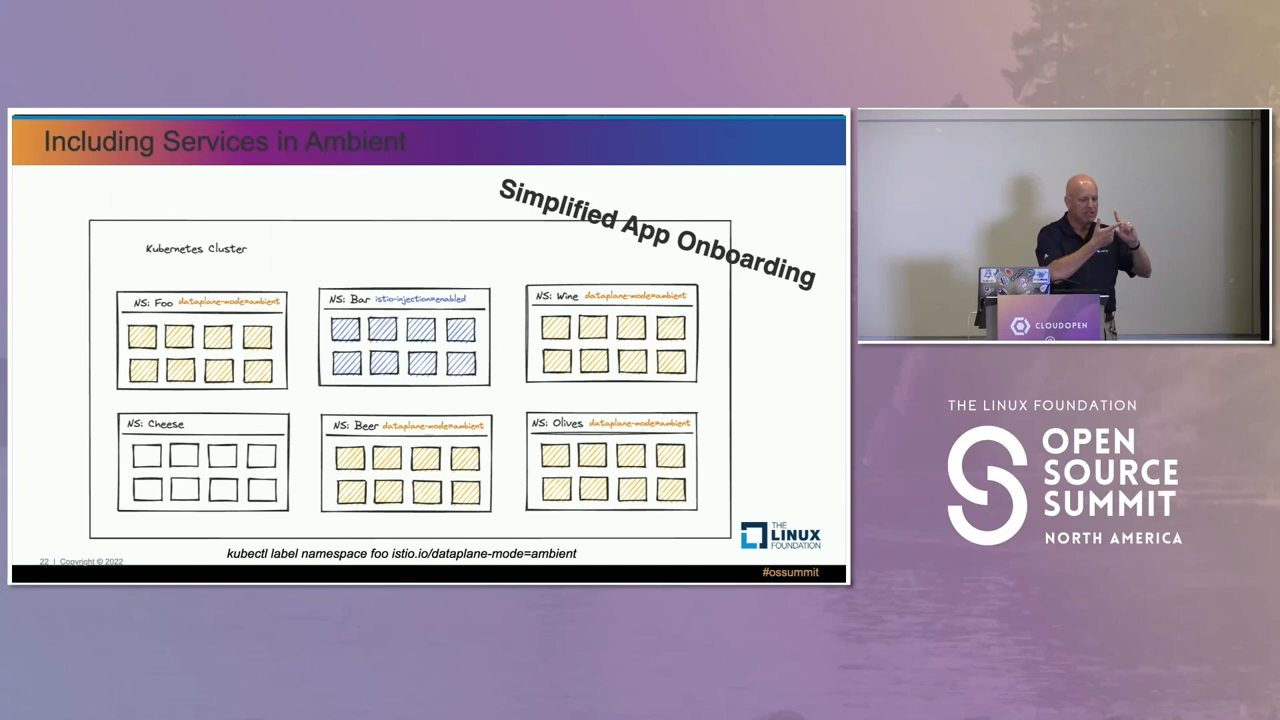 Including Services in Ambient
Simplified App Onboarding
Kubernetes Cluster
NS: Foo dataplane-mode=ambient
NS: Bar istio-injection=enabled
NS: Wine dataplane-mode=ambient
NS: Cheese
NS: Beer dataplane-mode=ambient
NS: Olives dataplane-mode=ambient
kubectl label namespace foo istio.io/dataplane-mode=ambient
22 | Copyright © 2022
THE
LINUX
FOUNDATION
#ossummit
CLOUDOPEN
THE LINUX FOUNDATION
OPEN
SOURCE
SUMMIT
NORTH AMERICA